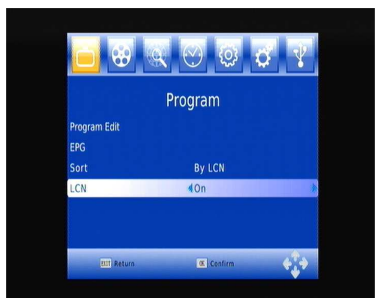 Program
Program Edit
EPG
Sort By LCN
LCN On
EXIT Return OK Confirm